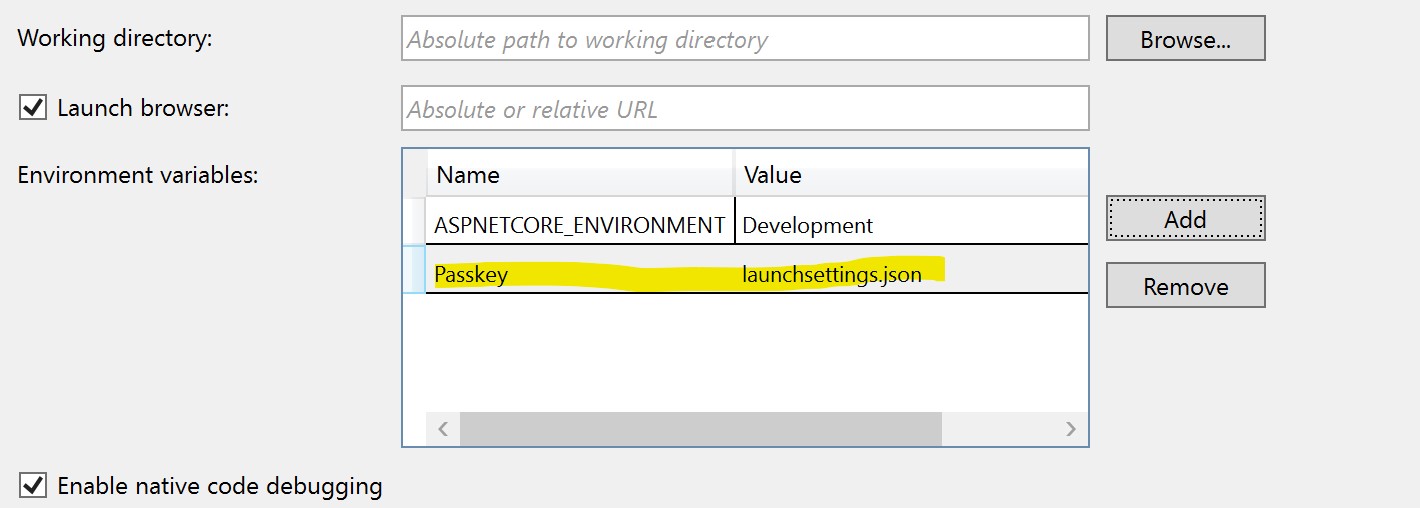 Working directory: Absolute path to working directory Browse...
Launch browser: Absolute or relative URL
Environment variables: Name Value
ASPNETCORE_ENVIRONMENT Development Add
Passkey launchsettings.json
Remove
Enable native code debugging